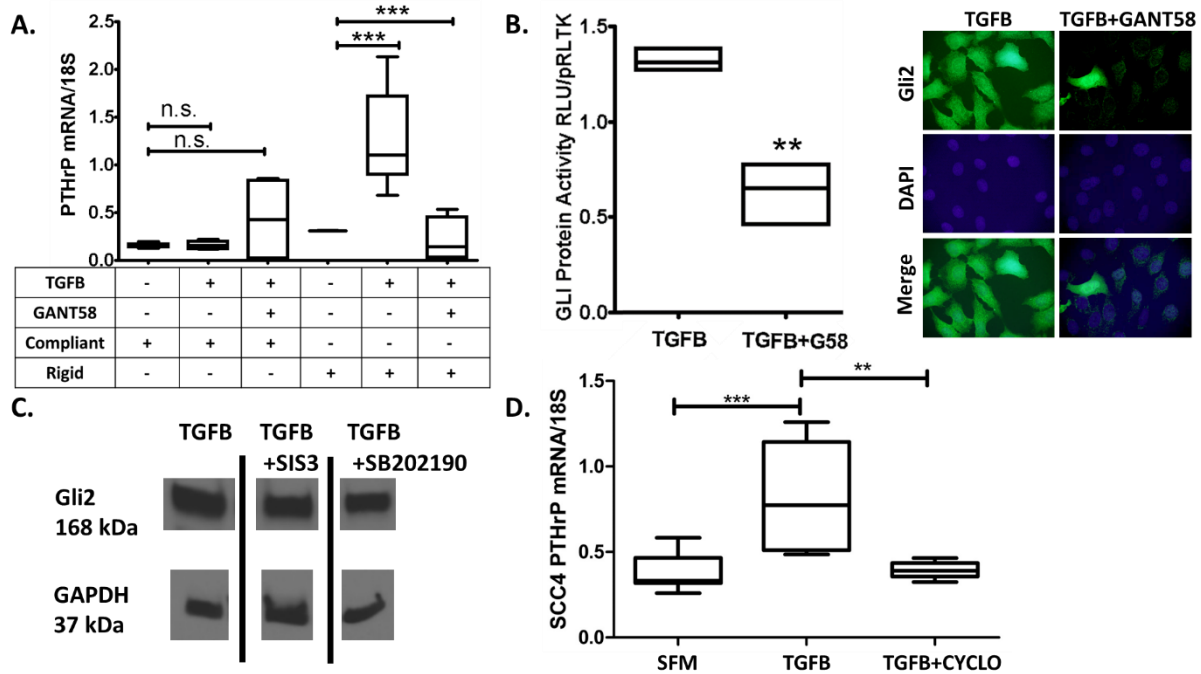 A.
PTHrP mRNA/18S
2.5
2.0
1.5
1.0
0.5
0.0
n.s.
n.s.
***
***
TGFB - + + - + +
GANT58 - - + - - +
Compliant + + + - - -
Rigid - - - + + +
B.
GLI Protein Activity RLU/pRLTK
1.5
1.0
0.5
0.0
**
TGFB TGFB+G58
TGFB TGFB+GANT58
Gli2
DAPI
Merge
C.
TGFB TGFB TGFB
+SIS3 +SB202190
Gli2
168 kDa
GAPDH
37 kDa
D.
SCC4 PTHrP mRNA/18S
1.5
1.0
0.5
0.0
***
**
SFM TGFB TGFB+CYCLO